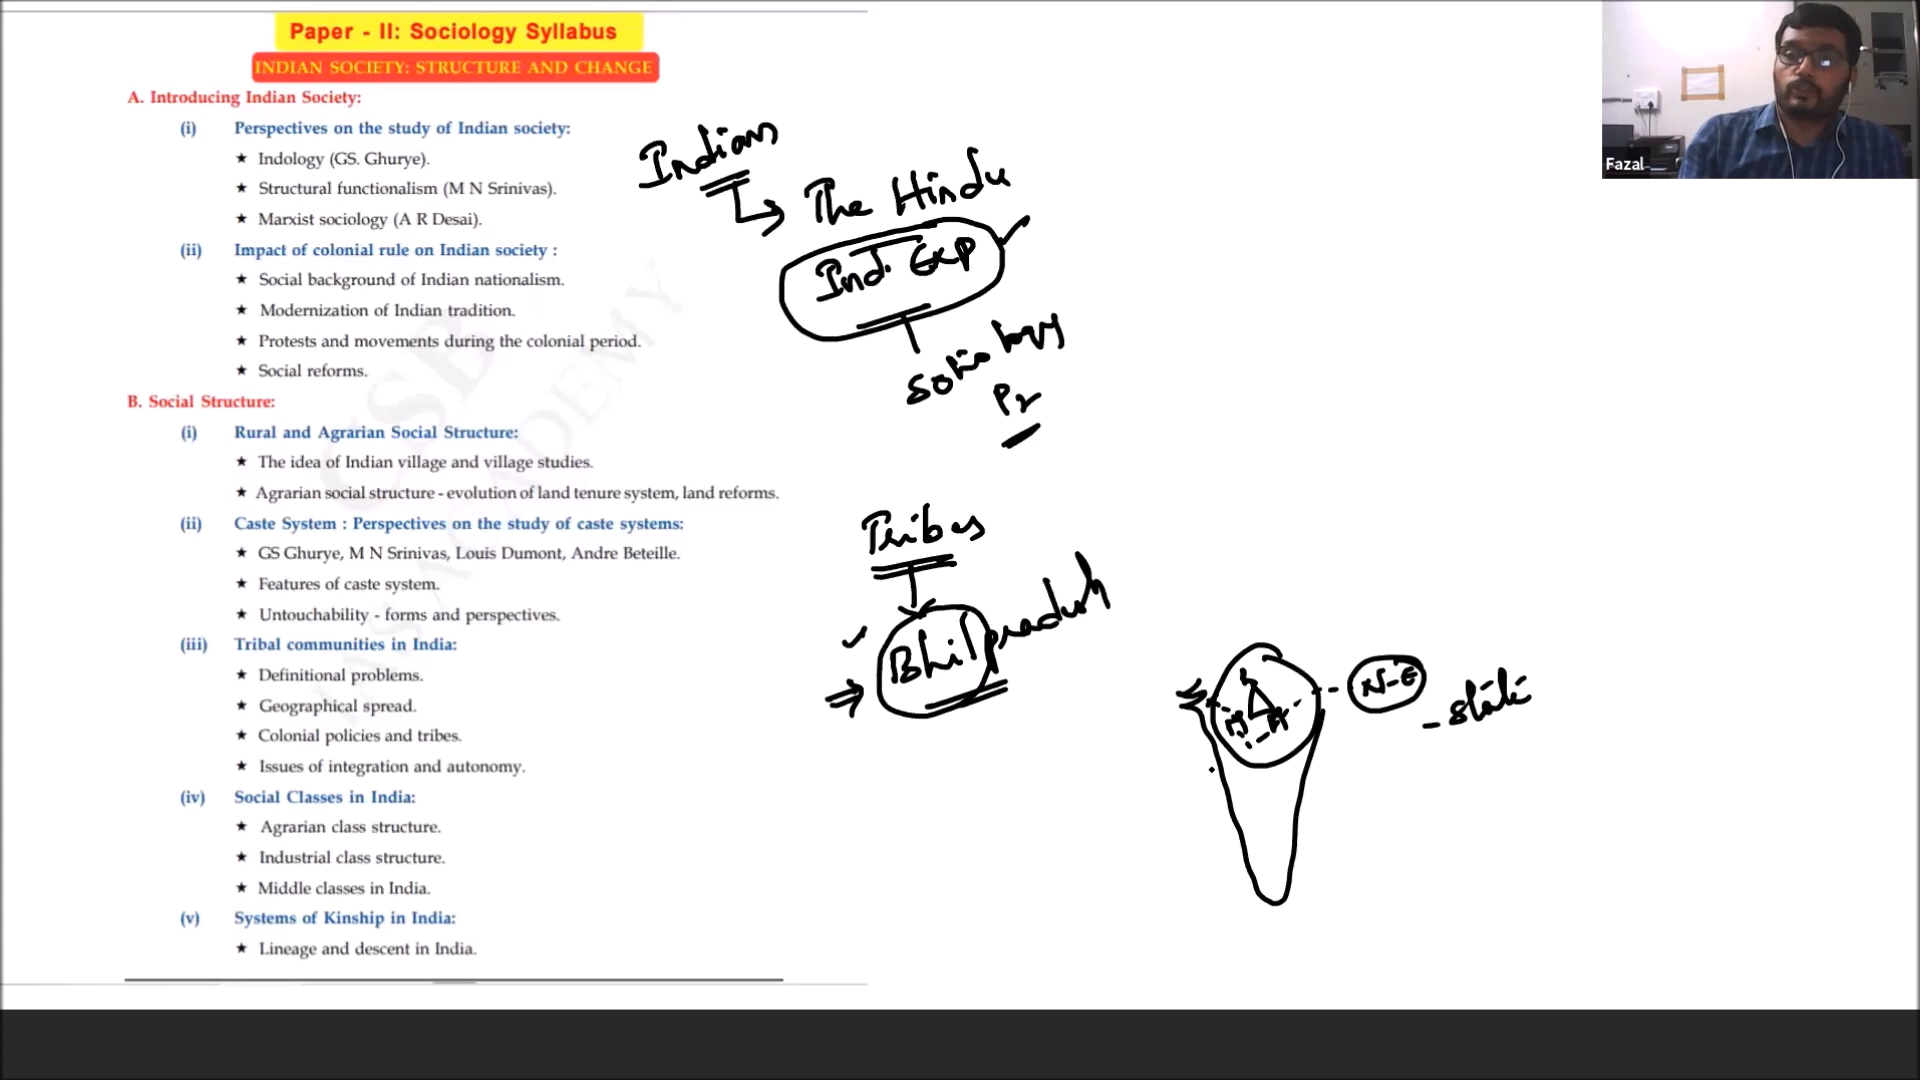 Paper - II: Sociology Syllabus
INDIAN SOCIETY: STRUCTURE AND CHANGE
A. Introducing Indian Society:
(i) Perspectives on the study of Indian society:
★ Indology (GS. Ghurye).
★ Structural functionalism (M N Srinivas).
★ Marxist sociology (A R Desai).
(ii) Impact of colonial rule on Indian society :
★ Social background of Indian nationalism.
★ Modernization of Indian tradition.
★ Protests and movements during the colonial period.
★ Social reforms.
B. Social Structure:
(i) Rural and Agrarian Social Structure:
★ The idea of Indian village and village studies.
★ Agrarian social structure - evolution of land tenure system, land reforms.
(ii) Caste System : Perspectives on the study of caste systems:
★ GS Ghurye, M N Srinivas, Louis Dumont, Andre Beteille.
★ Features of caste system.
★ Untouchability - forms and perspectives.
(iii) Tribal communities in India:
★ Definitional problems.
★ Geographical spread.
★ Colonial policies and tribes.
★ Issues of integration and autonomy.
(iv) Social Classes in India:
★ Agrarian class structure.
★ Industrial class structure.
★ Middle classes in India.
(v) Systems of Kinship in India:
★ Lineage and descent in India.
CSB
IAS ACADEMY
Indian
The Hindu
Ind. Exp
Sociology
P2
Tribes
Bhil pradesh
N-E
- state
Fazal